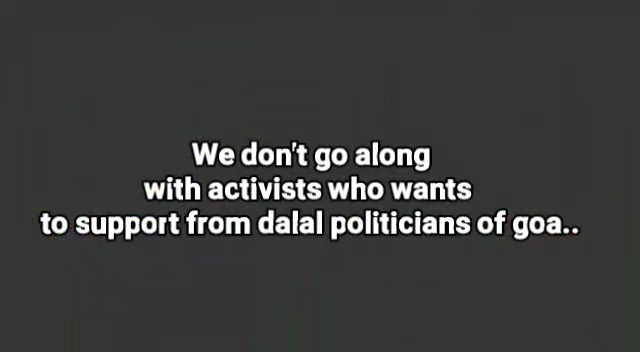 We don't go along
with activists who wants
to support from dalal politicians of goa..